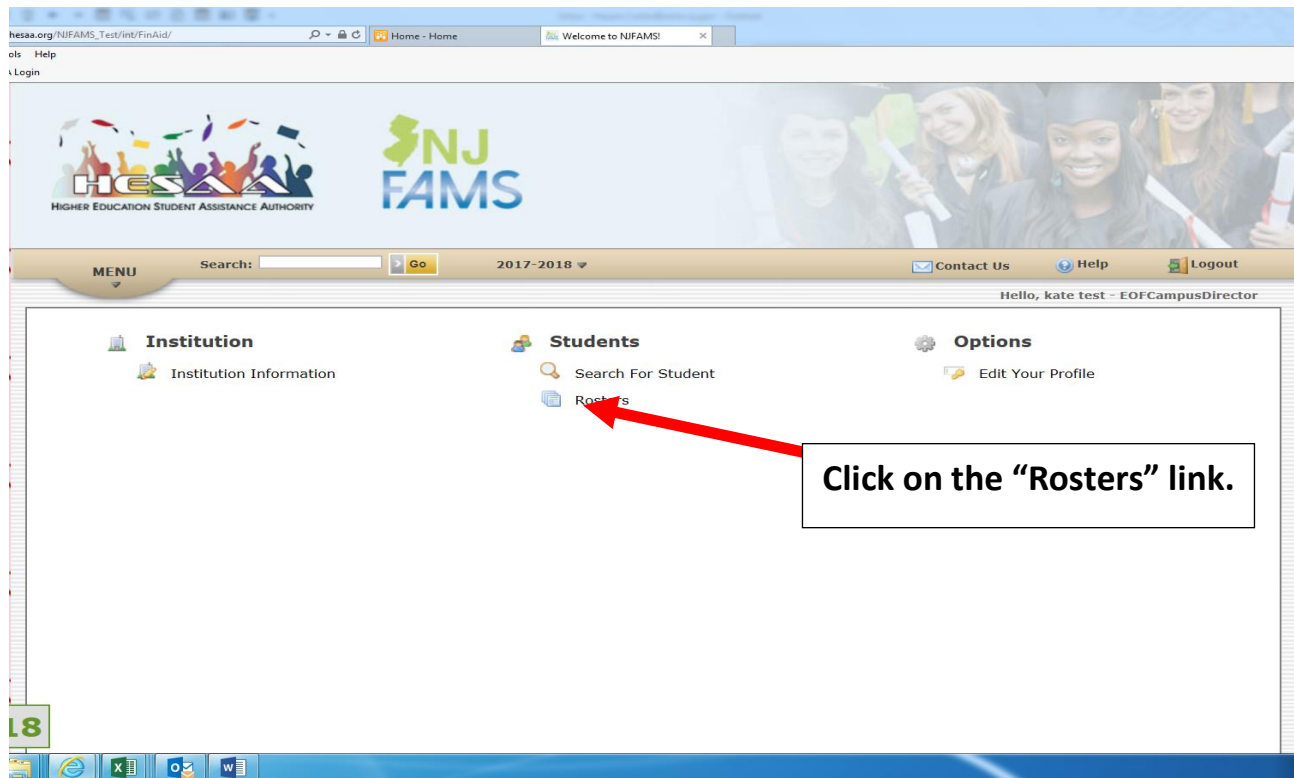 hesaa.org/NJFAMS_Test/int/FinAid/
Home - Home
Welcome to NJFAMS!
ols Help
Login
HESAA
HIGHER EDUCATION STUDENT ASSISTANCE AUTHORITY
NJ
FAMS
MENU
Search:
Go
2017-2018
Contact Us
Help
Logout
Hello, kate test - EOFCampusDirector
Institution
Institution Information
Students
Search For Student
Rosters
Options
Edit Your Profile
Click on the “Rosters” link.
18